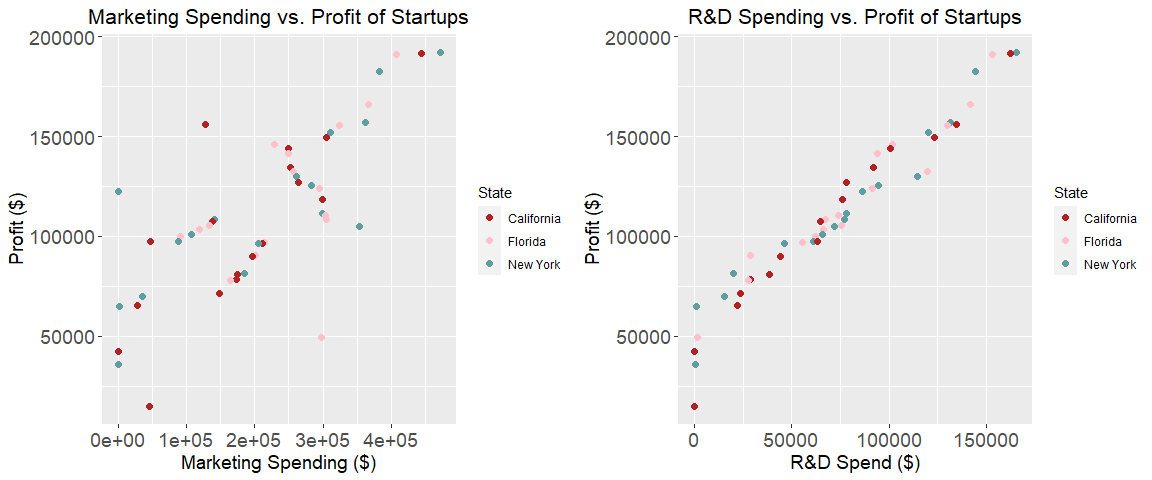 Marketing Spending vs. Profit of Startups
200000
150000
100000
50000
Profit ($)
0e+00 1e+05 2e+05 3e+05 4e+05
Marketing Spending ($)
State
California
Florida
New York
R&D Spending vs. Profit of Startups
200000
150000
100000
50000
Profit ($)
0 50000 100000 150000
R&D Spend ($)
State
California
Florida
New York